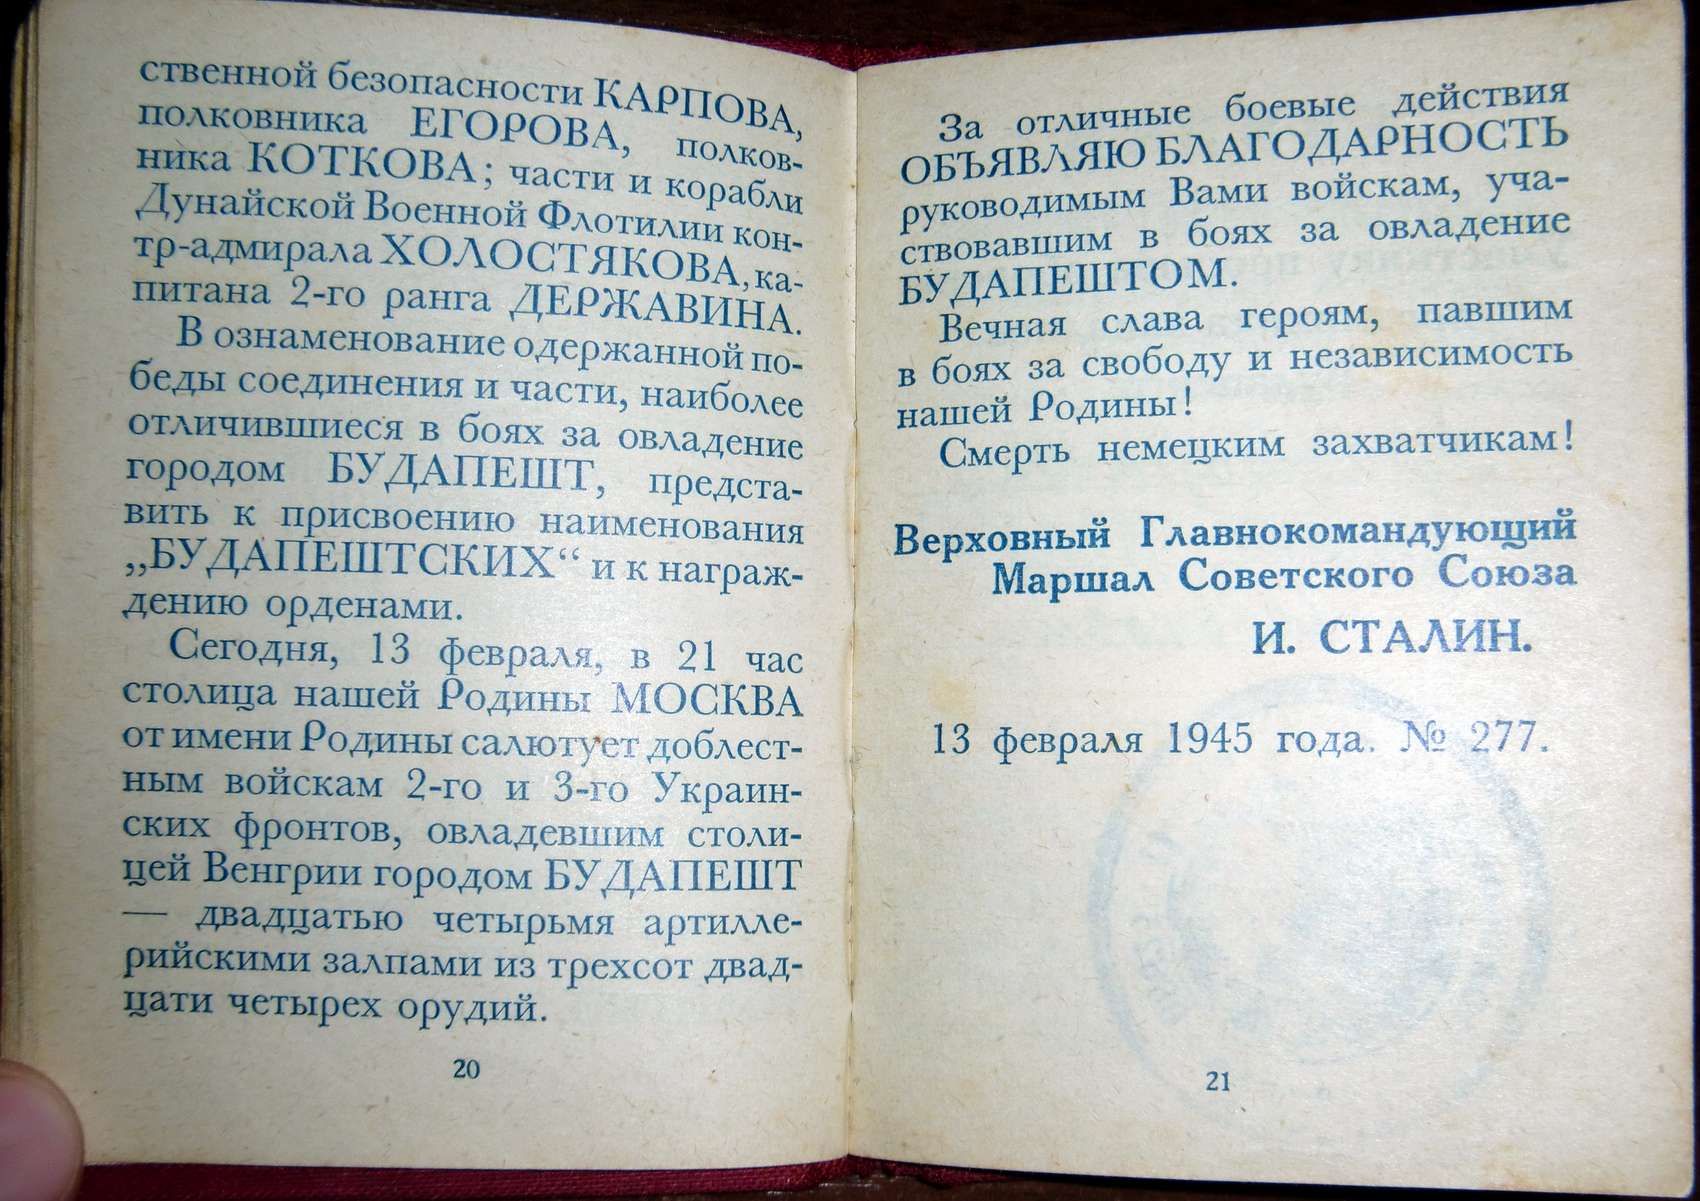 ственной безопасности КАРПОВА,
полковника ЕГОРОВА, полков-
ника КОТКОВА; части и корабли
Дунайской Военной Флотилии кон-
тр-адмирала ХОЛОСТЯКОВА, ка-
питана 2-го ранга ДЕРЖАВИНА.
В ознаменование одержанной по-
беды соединения и части, наиболее
отличившиеся в боях за овладение
городом БУДАПЕШТ, предста-
вить к присвоению наименования
„БУДАПЕШТСКИХ“ и к награж-
дению орденами.
Сегодня, 13 февраля, в 21 час
столица нашей Родины МОСКВА
от имени Родины салютует доблест-
ным войскам 2-го и 3-го Украин-
ских фронтов, овладевшим столи-
цей Венгрии городом БУДАПЕШТ
— двадцатью четырьмя артилле-
рийскими залпами из трехсот двад-
цати четырех орудий.
20
За отличные боевые действия
ОБЪЯВЛЯЮ БЛАГОДАРНОСТЬ
руководимым Вами войскам, уча-
ствовавшим в боях за овладение
БУДАПЕШТОМ.
Вечная слава героям, павшим
в боях за свободу и независимость
нашей Родины!
Смерть немецким захватчикам!
Верховный Главнокомандующий
Маршал Советского Союза
И. СТАЛИН.
13 февраля 1945 года. № 277.
21